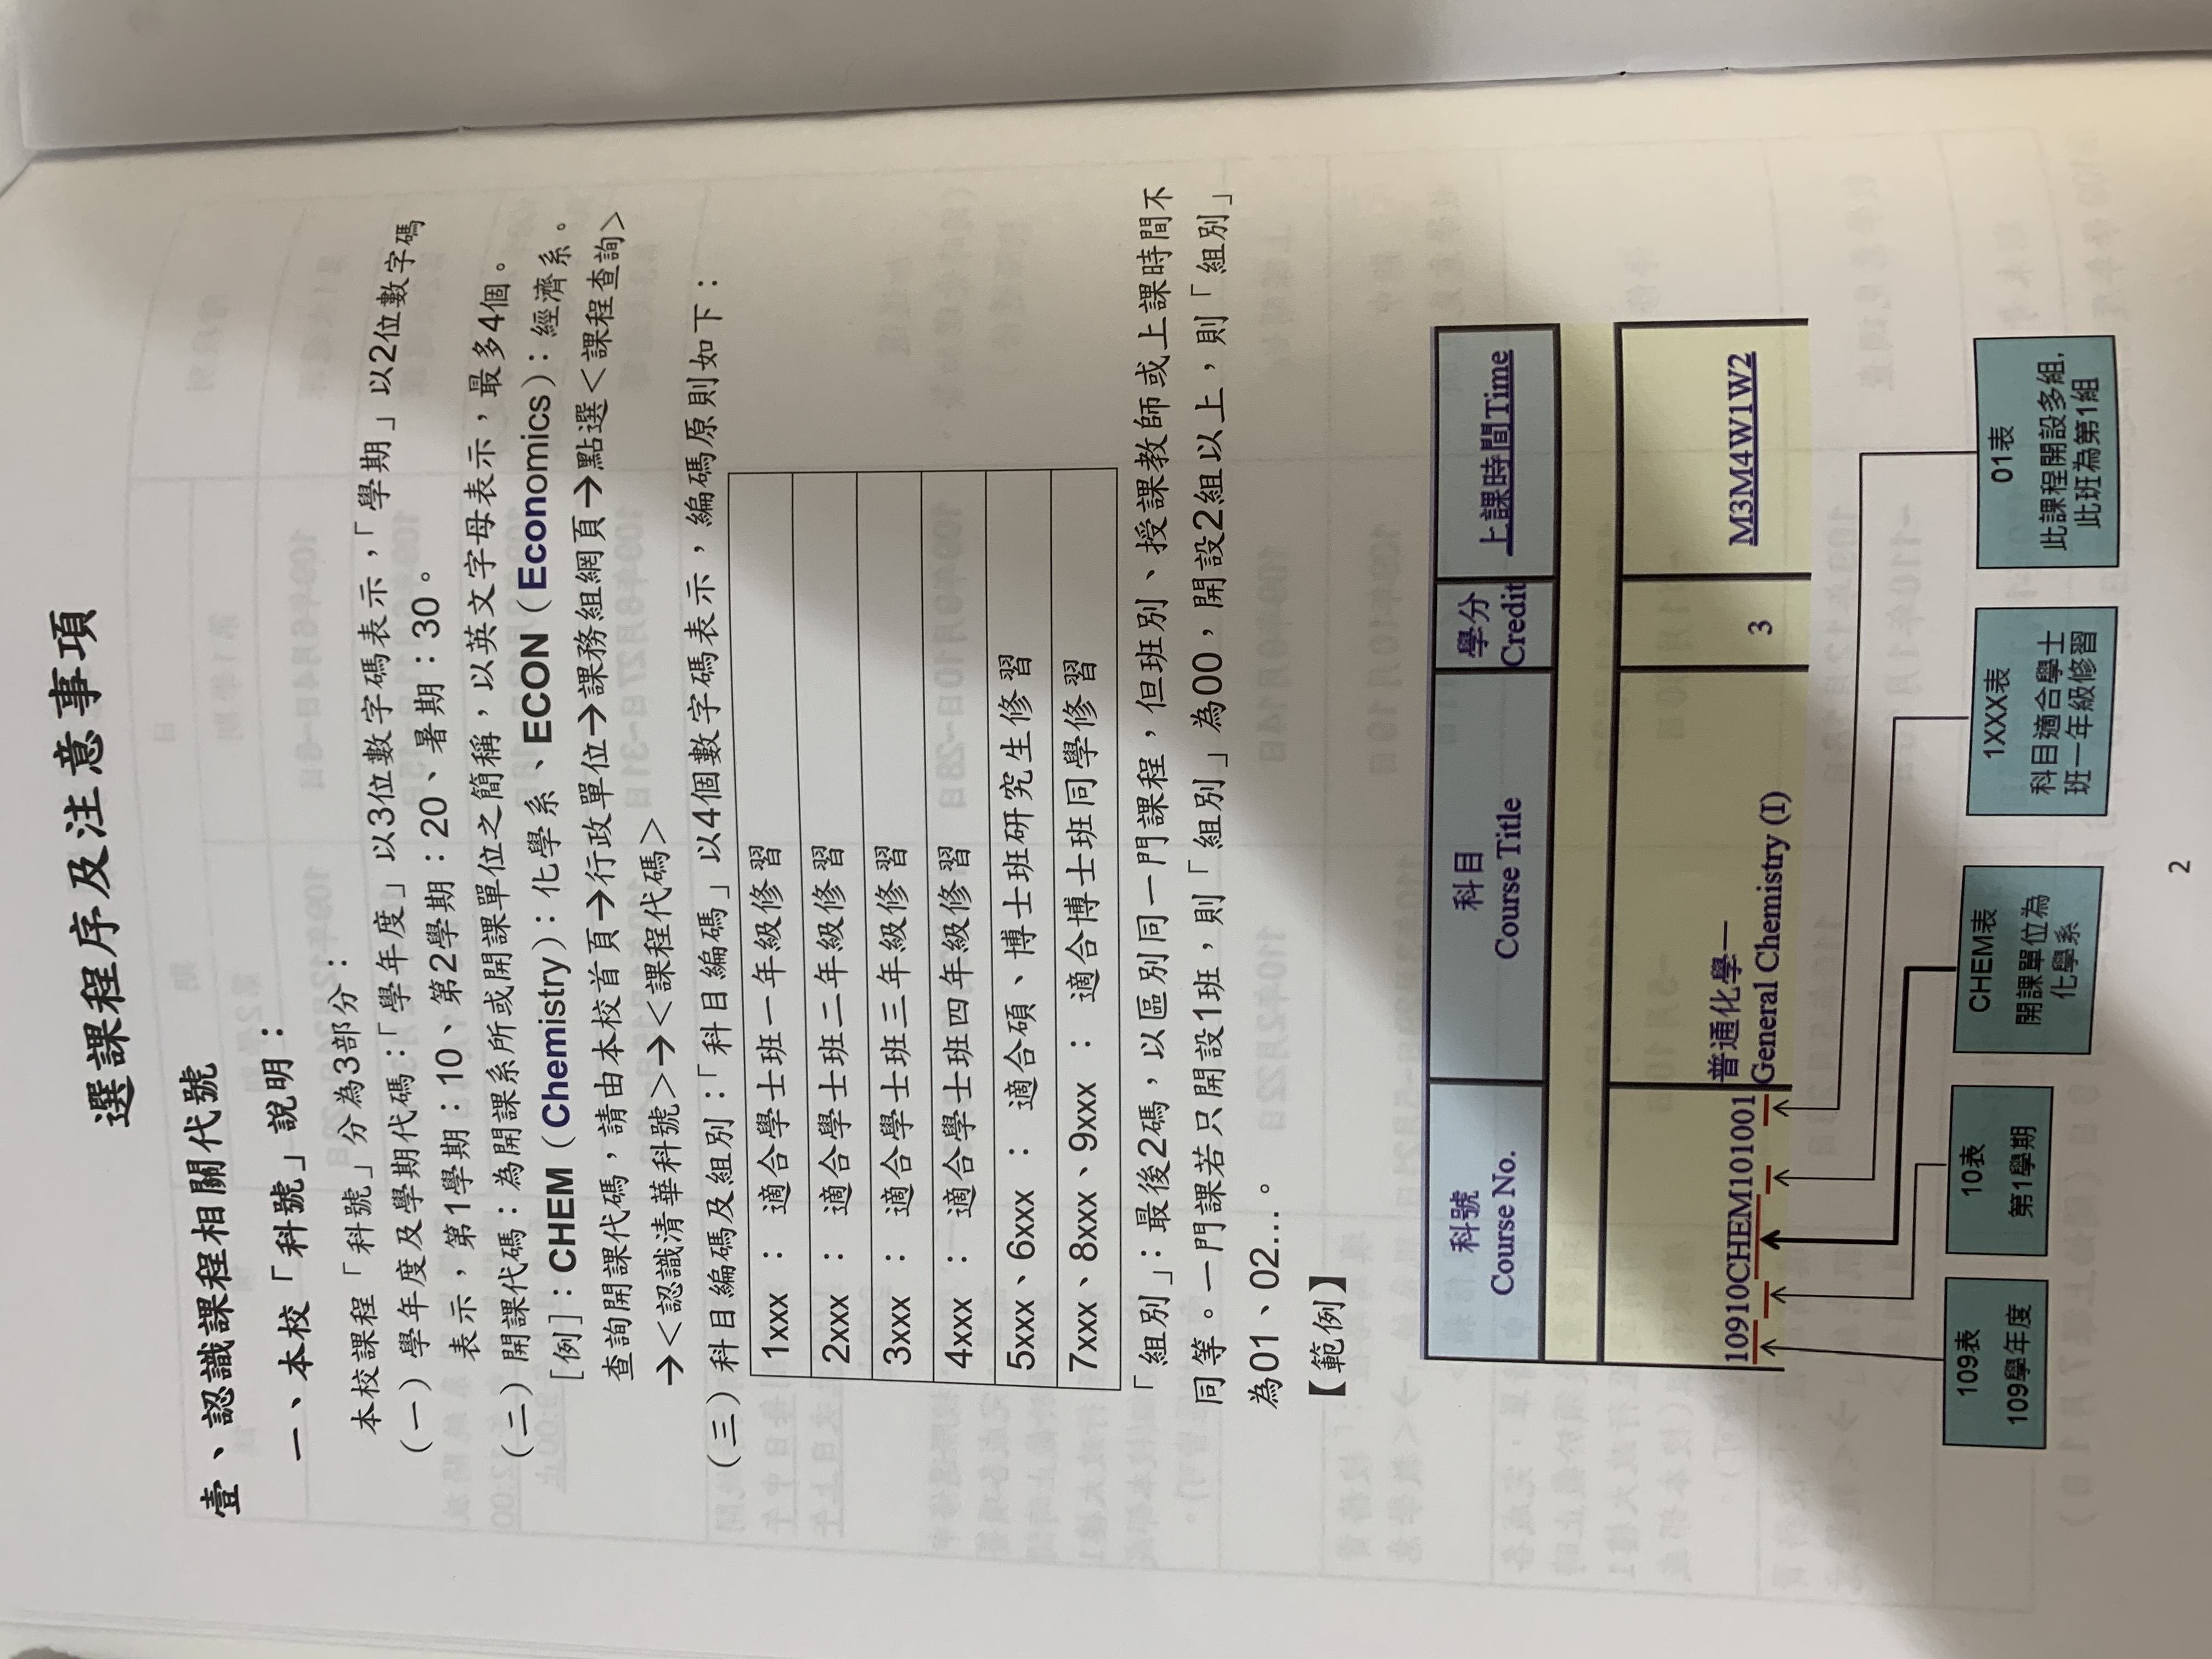 選課程序及注意事項
壹、認識課程相關代號
一、本校「科號」說明：
本校課程「科號」分為3部分：
（一）學年度及學期代碼：「學年度」以3位數字碼表示，「學期」以2位數字碼
表示，第1學期：10、第2學期：20、暑期：30。
（二）開課代碼：為開課系所或開課單位之簡稱，以英文字母表示，最多4個。
［例］：CHEM（Chemistry）：化學系、ECON（Economics）：經濟系。
查詢開課代碼，請由本校首頁→行政單位→課務組網頁→點選＜課程查詢＞
→＜認識清華科號＞→＜課程代碼＞
（三）科目編碼及組別：「科目編碼」以4個數字碼表示，編碼原則如下：
1xxx ： 適合學士班一年級修習
2xxx ： 適合學士班二年級修習
3xxx ： 適合學士班三年級修習
4xxx ： 適合學士班四年級修習
5xxx、6xxx ： 適合碩、博士班研究生修習
7xxx、8xxx、9xxx ： 適合博士班同學修習
「組別」：最後2碼，以區別同一門課程，但班別、授課教師或上課時間不
同等。一門課若只開設1班，則「組別」為00，開設2組以上，則「組別」
為01、02…。
【範例】
科號 科目 學分 上課時間Time
Course No. Course Title Credit
10910CHEM101001 普通化學一 3 M3M4W1W2
General Chemistry (I)
109表
109學年度
10表
第1學期
CHEM表
開課單位為
化學系
1XXX表
科目適合學士
班一年級修習
01表
此課程開設多組,
此班為第1組
2